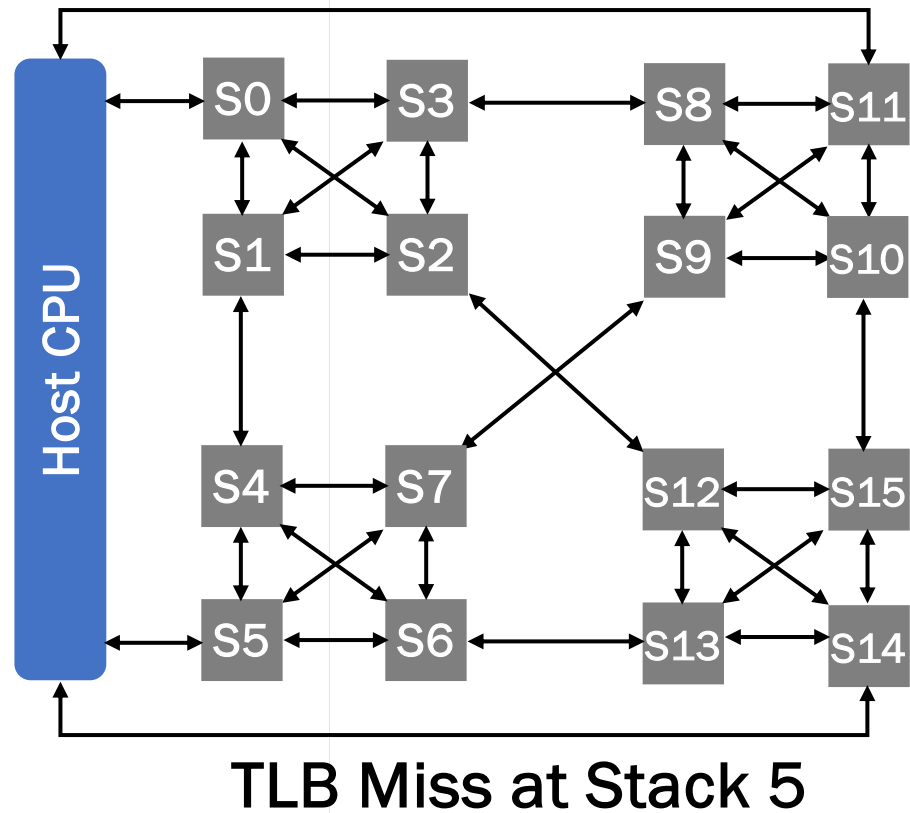 Host CPU
S0
S3
S8
S11
S1
S2
S9
S10
S4
S7
S12
S15
S5
S6
S13
S14
TLB Miss at Stack 5